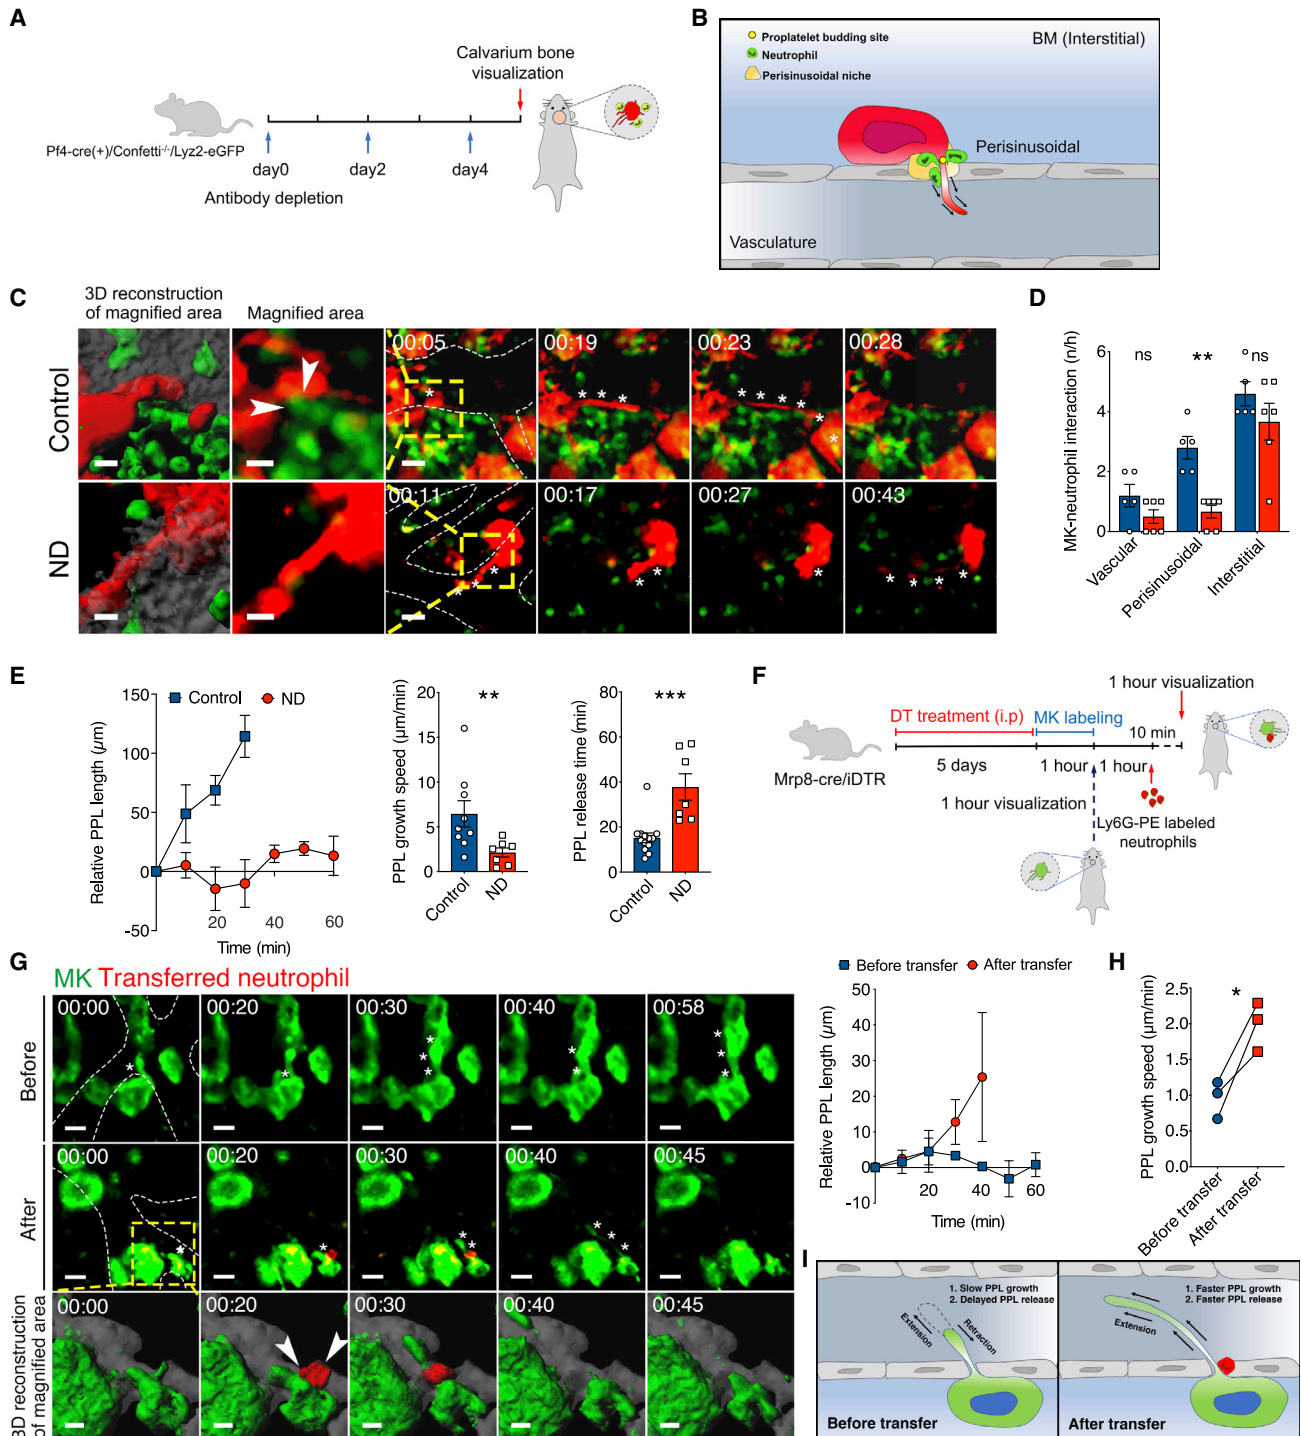 A
Calvarium bone
visualization
Pf4-cre(+)/Confetti-/-/Lyz2-eGFP
day0
day2
day4
Antibody depletion
B
Proplatelet budding site
Neutrophil
Perisinusoidal niche
BM (Interstitial)
Perisinusoidal
Vasculature
C
3D reconstruction
of magnified area
Magnified area
Control
00:05
00:19
00:23
00:28
* * * * * * * * * *
ND
00:11
00:17
00:27
00:43
* * * * * * * * * *
D
MK-neutrophil interaction (n/h)
6
4
2
0
ns
**
ns
Vascular
Perisinusoidal
Interstitial
E
Control
ND
Relative PPL length (µm)
150
100
50
0
-50
20
40
60
Time (min)
PPL growth speed (µm/min)
20
15
10
5
0
**
Control
ND
PPL release time (min)
80
60
40
20
0
***
Control
ND
F
1 hour visualization
DT treatment (i.p)
MK labeling
10 min
Mrp8-cre/iDTR
5 days
1 hour
1 hour
1 hour visualization
Ly6G-PE labeled
neutrophils
G
MK Transferred neutrophil
Before
00:00
00:20
00:30
00:40
00:58
After
00:00
00:20
00:30
00:40
00:45
3D reconstruction
of magnified area
00:00
00:20
00:30
00:40
00:45
Before transfer
After transfer
Relative PPL length (µm)
50
40
30
20
10
0
-10
20
40
60
Time (min)
H
PPL growth speed (µm/min)
2.5
2.0
1.5
1.0
0.5
0.0
*
Before transfer
After transfer
I
1. Slow PPL growth
2. Delayed PPL release
Extension
Retraction
Before transfer
1. Faster PPL growth
2. Faster PPL release
Extension
After transfer